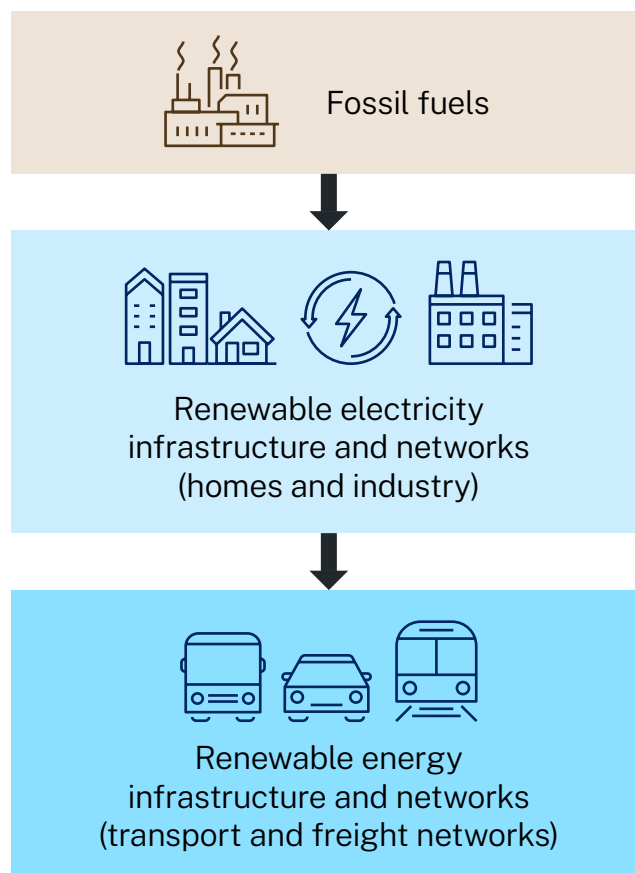 Fossil fuels
Renewable electricity
infrastructure and networks
(homes and industry)
Renewable energy
infrastructure and networks
(transport and freight networks)